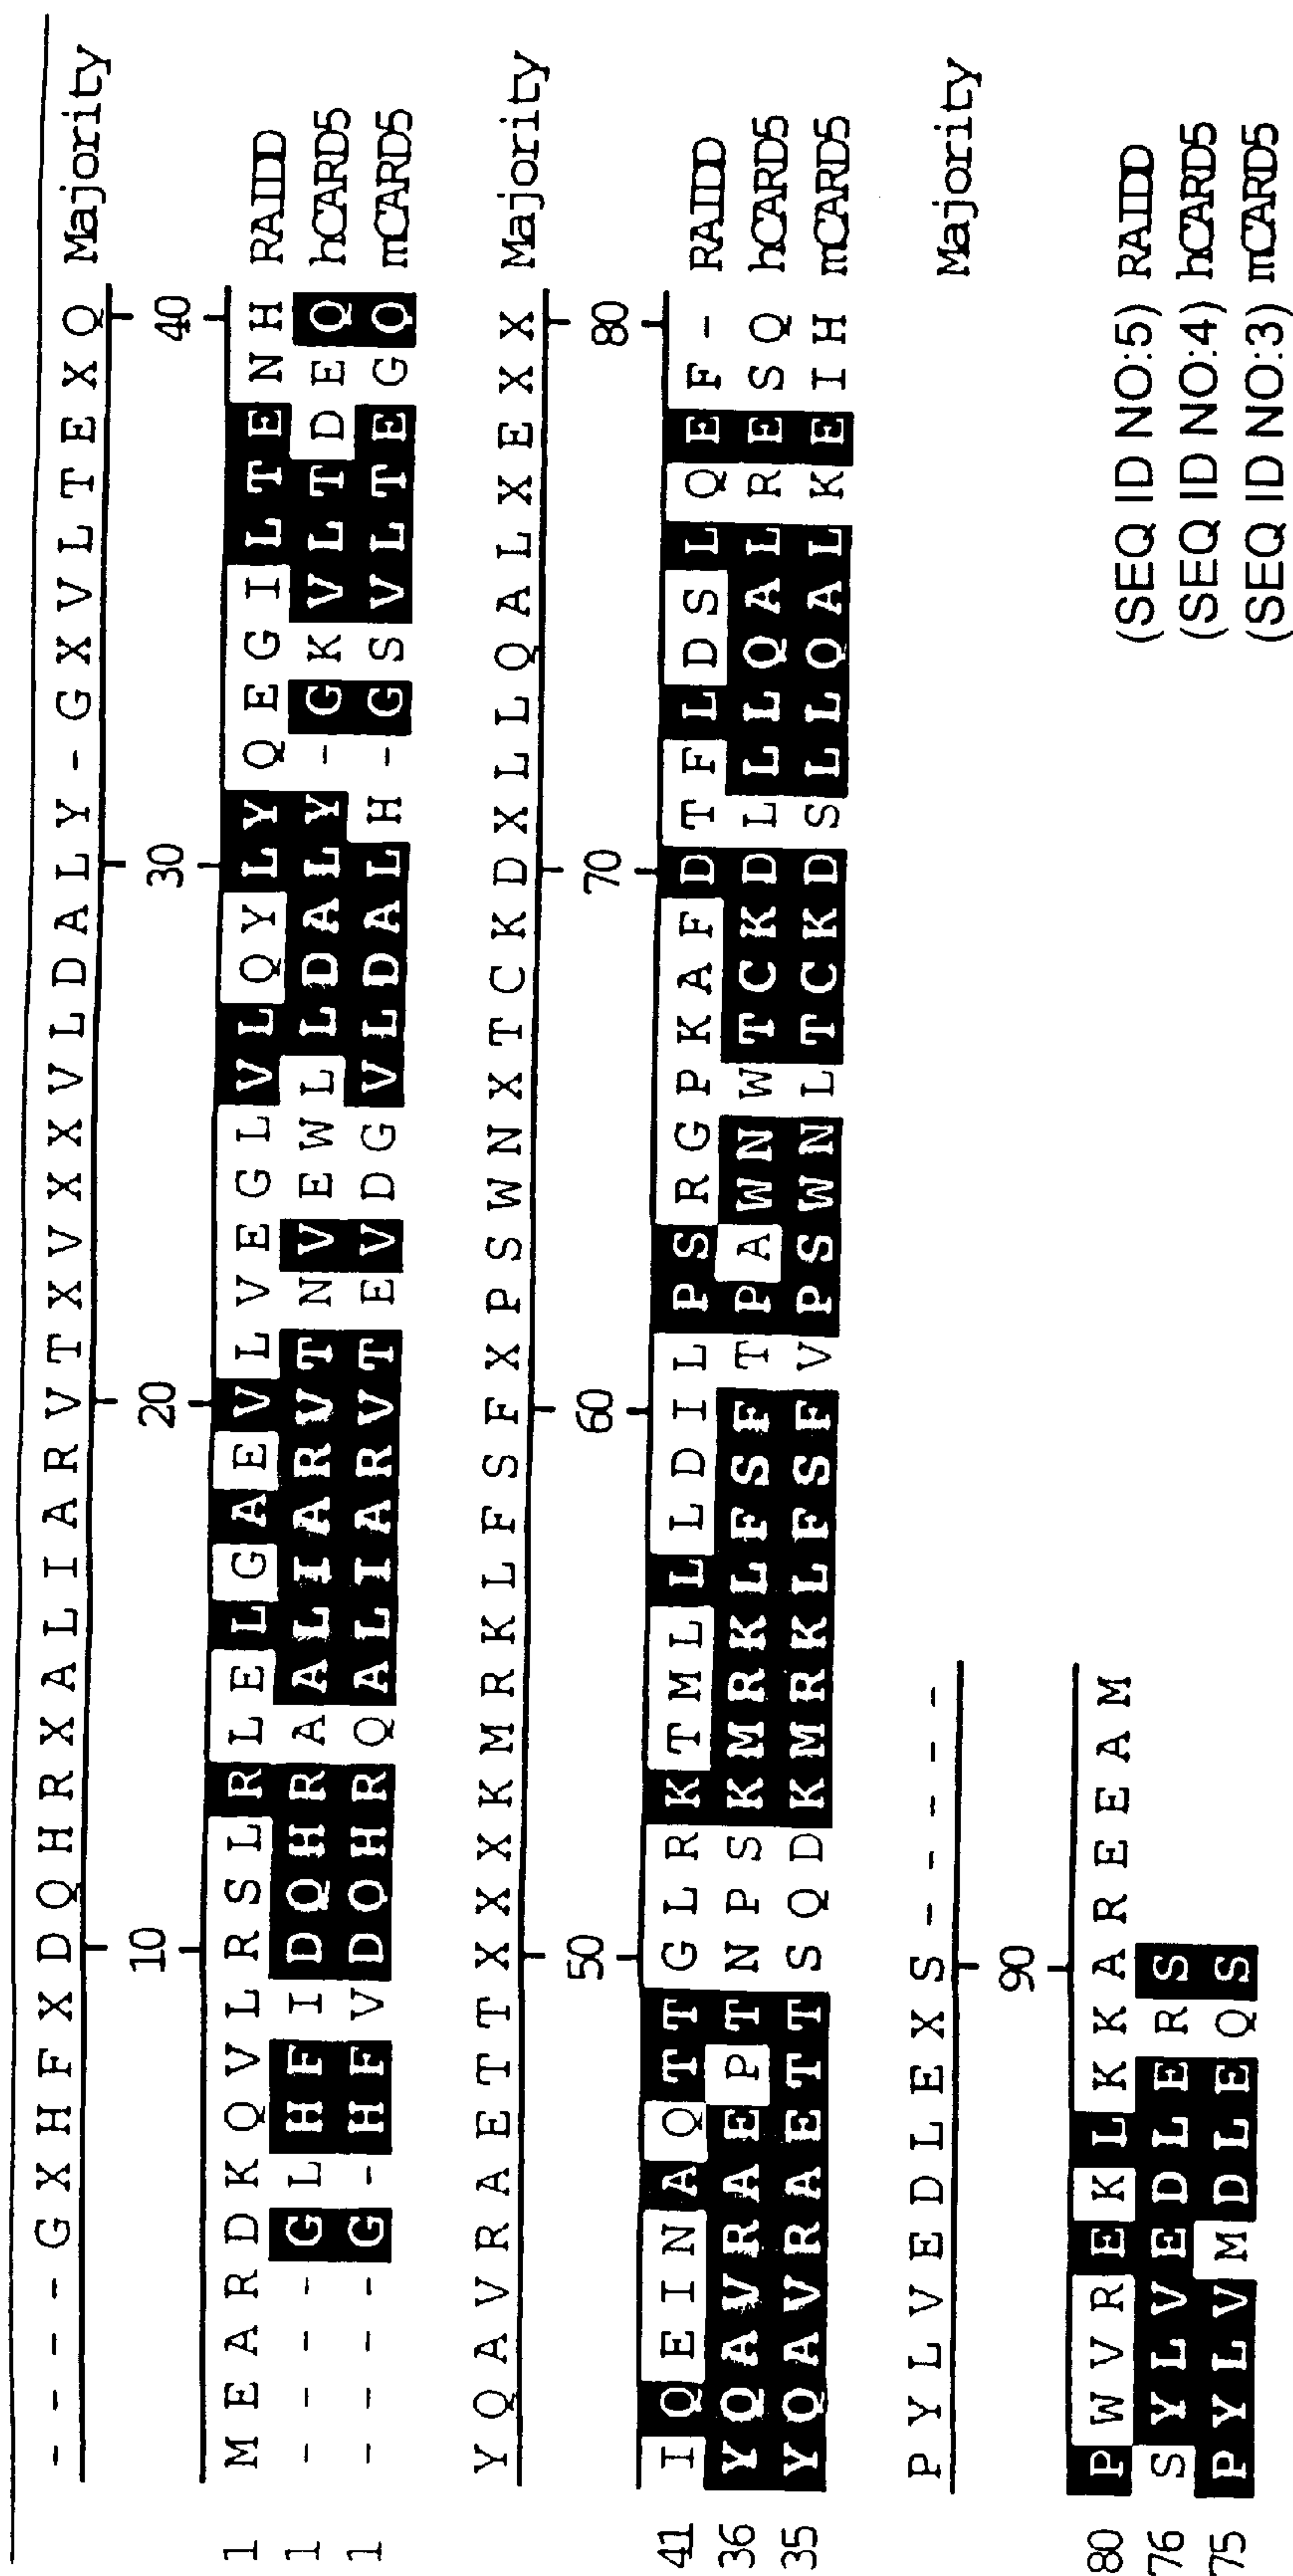 - - - - G X H F X D Q H R X A L I A R V T X V X X V L D A L Y - G X V L T E X Q Majority
10 20 30 40
1 M E A R D K Q V L R S L R L E L G A E V L V E G L V L Q Y L Y Q E G I L T E N H RAIDD
1 - - - - G L H F I D Q H R A A L I A R V T N V E W L L D A L Y - G K V L T D E Q hCARD5
1 - - - - G - H F V D Q H R Q A L I A R V T E V D G V L D A L H - G S V L T E G Q mCARD5
Y Q A V R A E T T X X X K M R K L F S F X P S W N X T C K D X L L Q A L X E X X Majority
50 60 70 80
41 I Q E I N A Q T T G L R K T M L L L D I L P S R G P K A F D T F L D S L Q E F - RAIDD
36 Y Q A V R A E P T N P S K M R K L F S F T P A W N W T C K D L L L Q A L R E S Q hCARD5
35 Y Q A V R A E T T S Q D K M R K L F S F V P S W N L T C K D S L L Q A L K E I H mCARD5
P Y L V E D L E X S - - - - - Majority
90
80 P W V R E K L K K A R E E A M (SEQ ID NO:5) RAIDD
76 S Y L V E D L E R S (SEQ ID NO:4) hCARD5
75 P Y L V M D L E Q S (SEQ ID NO:3) mCARD5